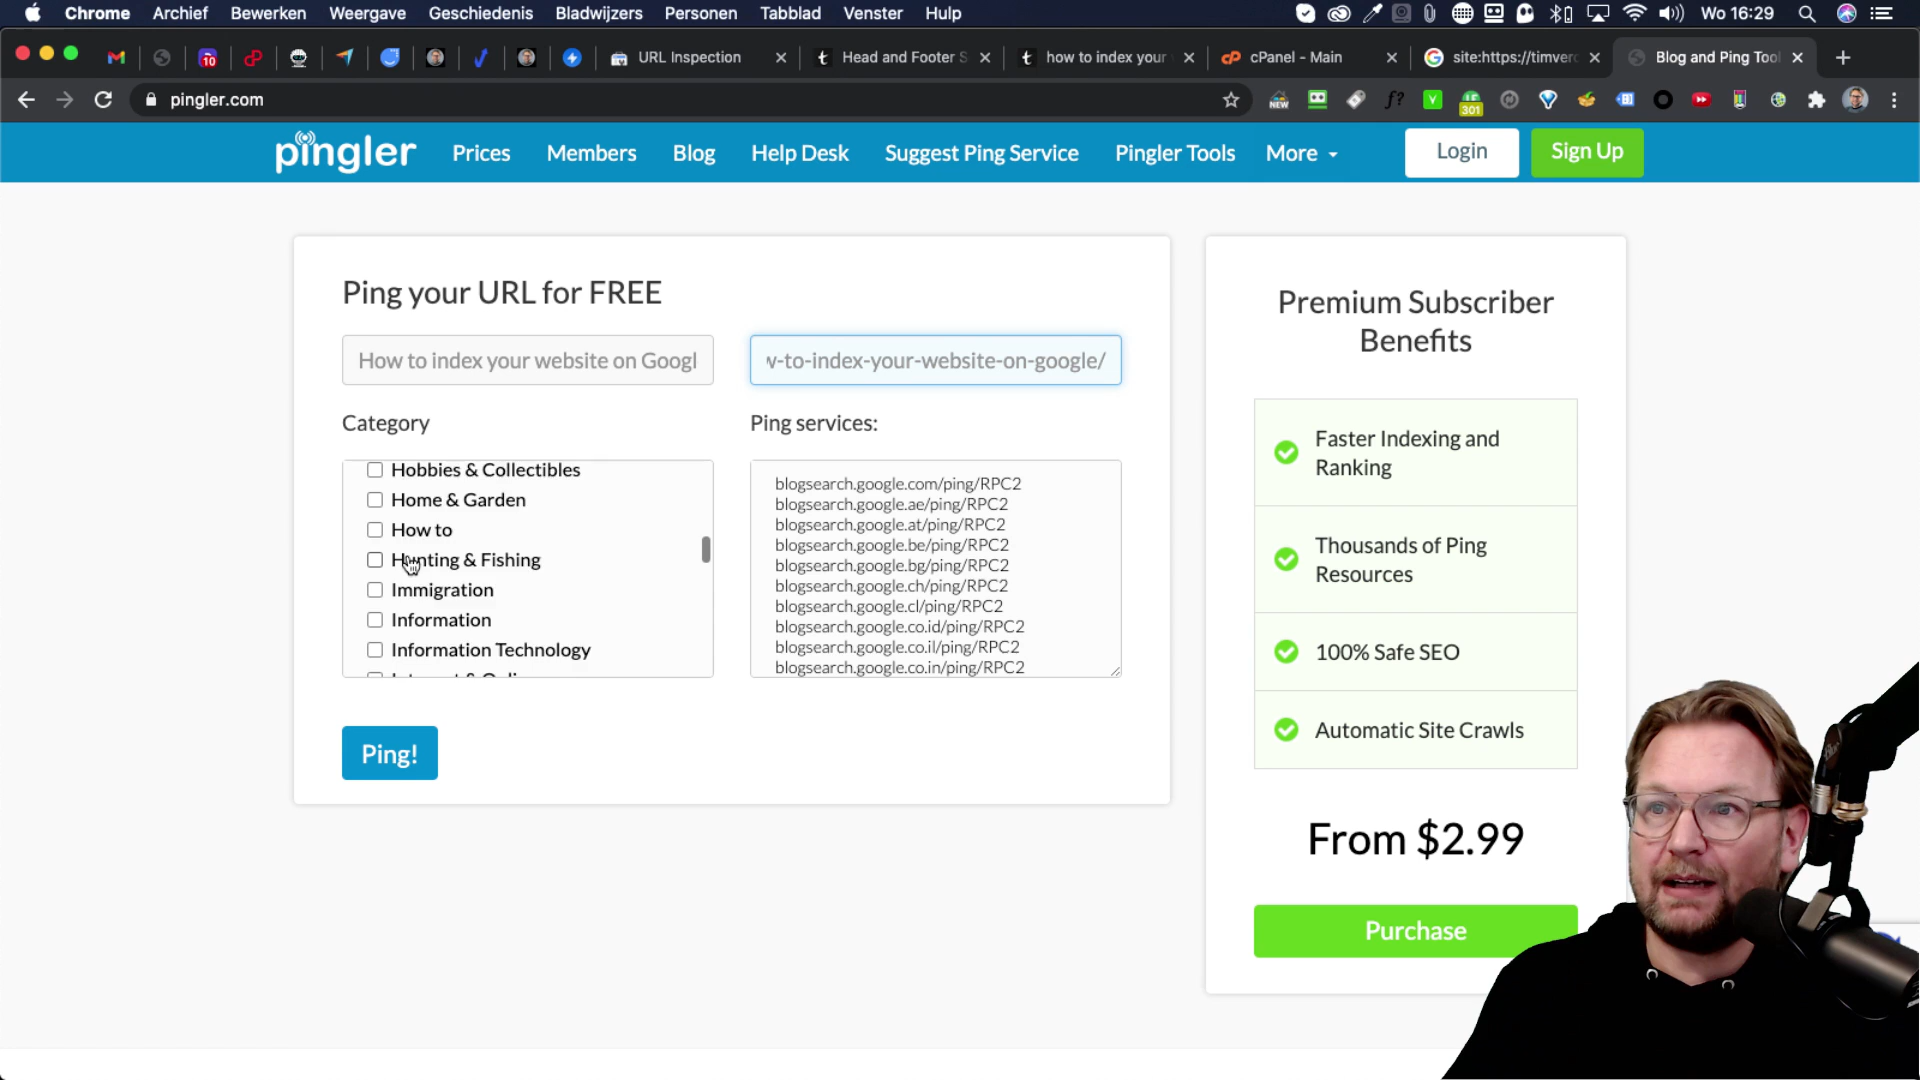 Chrome Archief Bewerken Weergave Geschiedenis Bladwijzers Personen Tabblad Venster Hulp Wo 16:29
10 URL Inspection Head and Footer S how to index your cPanel - Main site:https://timverd Blog and Ping Tool
pingler.com
NEW
301
pingler Prices Members Blog Help Desk Suggest Ping Service Pingler Tools More Login Sign Up
Ping your URL for FREE
How to index your website on Googl
-to-index-your-website-on-google/
Category
Ping services:
Hobbies & Collectibles
Home & Garden
How to
Hunting & Fishing
Immigration
Information
Information Technology
blogsearch.google.com/ping/RPC2
blogsearch.google.ae/ping/RPC2
blogsearch.google.at/ping/RPC2
blogsearch.google.be/ping/RPC2
blogsearch.google.bg/ping/RPC2
blogsearch.google.ch/ping/RPC2
blogsearch.google.cl/ping/RPC2
blogsearch.google.co.id/ping/RPC2
blogsearch.google.co.il/ping/RPC2
blogsearch.google.co.in/ping/RPC2
Ping!
Premium Subscriber
Benefits
Faster Indexing and
Ranking
Thousands of Ping
Resources
100% Safe SEO
Automatic Site Crawls
From $2.99
Purchase